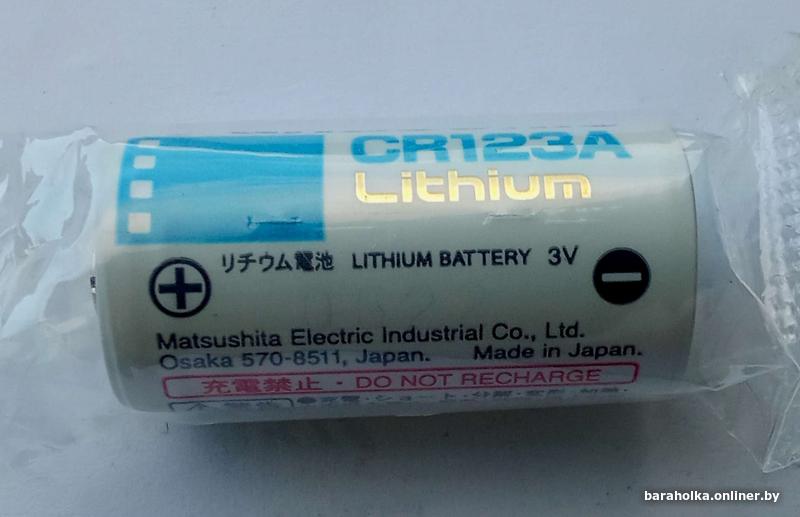 CR123A
Lithium
リチウム電池 LITHIUM BATTERY 3V
Matsushita Electric Industrial Co., Ltd.
Osaka 570-8511, Japan. Made in Japan.
充電禁止・DO NOT RECHARGE
baraholka.onliner.by